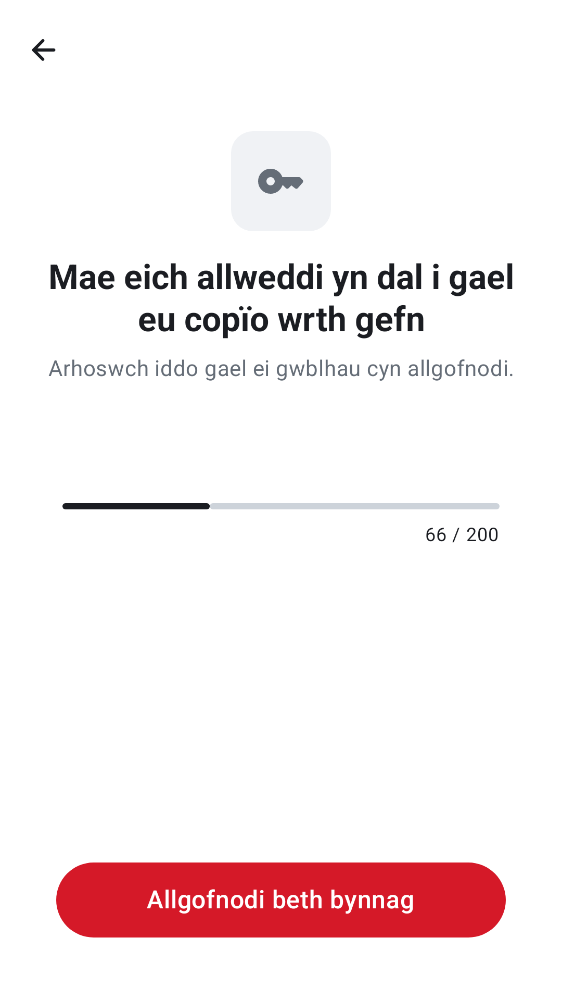 Mae eich allweddi yn dal i gael
eu copïo wrth gefn
Arhoswch iddo gael ei gwblhau cyn allgofnodi.
66 / 200
Allgofnodi beth bynnag